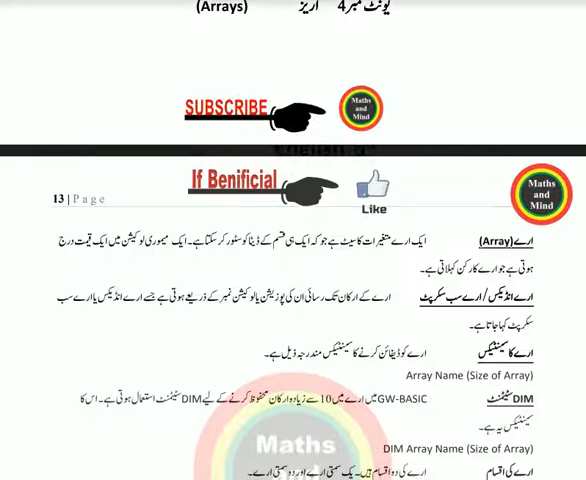 یونٹ نمبر 4 اریز (Arrays)
SUBSCRIBE
Maths
and
Mind
If Benificial
Like
Maths
and
Mind
13 | Page
ارے (Array) ایک ارے متغیرات کا سیٹ ہے جو کہ ایک ہی قسم کے ڈیٹا کو سٹور کر سکتا ہے۔ ایک میموری لوکیشن میں ایک قیمت درج
ہوتی ہے جو ارے کا رکن کہلاتی ہے۔
ارے انڈیکس / ارے سب سکرپٹ ارے کے ارکان تک رسائی ان کی پوزیشن یا لوکیشن نمبر کے ذریعے ہوتی ہے جسے ارے انڈیکس یا ارے سب
سکرپٹ کہا جاتا ہے۔
ارے کا سینٹیکس ارے کو ڈیفائن کرنے کا سینٹیکس مندرجہ ذیل ہے۔
Array Name (Size of Array)
DIM سٹیٹمنٹ GW-BASIC میں ارے میں 10 سے زیادہ ارکان محفوظ کرنے کے لیے DIM سٹیٹمنٹ استعمال ہوتی ہے۔ اس کا
سینٹیکس یہ ہے۔
DIM Array Name (Size of Array)
ارے کی اقسام ارے کی دو اقسام ہیں۔ یک سمتی ارے اور دو سمتی ارے۔
Maths
and